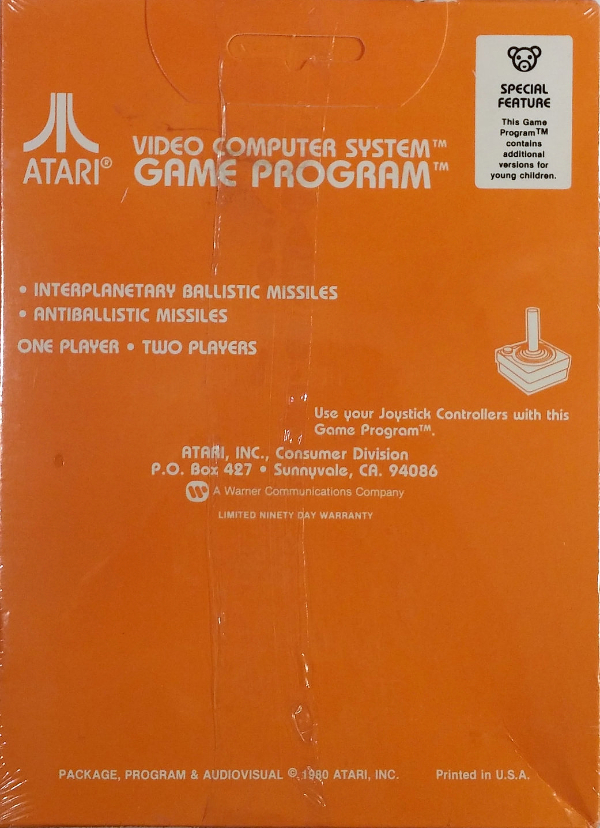 SPECIAL
FEATURE
This Game
Program™
contains
additional
versions for
young children.
ATARI®
VIDEO COMPUTER SYSTEM™
GAME PROGRAM™
• INTERPLANETARY BALLISTIC MISSILES
• ANTIBALLISTIC MISSILES
ONE PLAYER • TWO PLAYERS
Use your Joystick Controllers with this
Game Program™.
ATARI, INC., Consumer Division
P.O. Box 427 • Sunnyvale, CA. 94086
A Warner Communications Company
LIMITED NINETY DAY WARRANTY
PACKAGE, PROGRAM & AUDIOVISUAL © 1980 ATARI, INC. Printed in U.S.A.